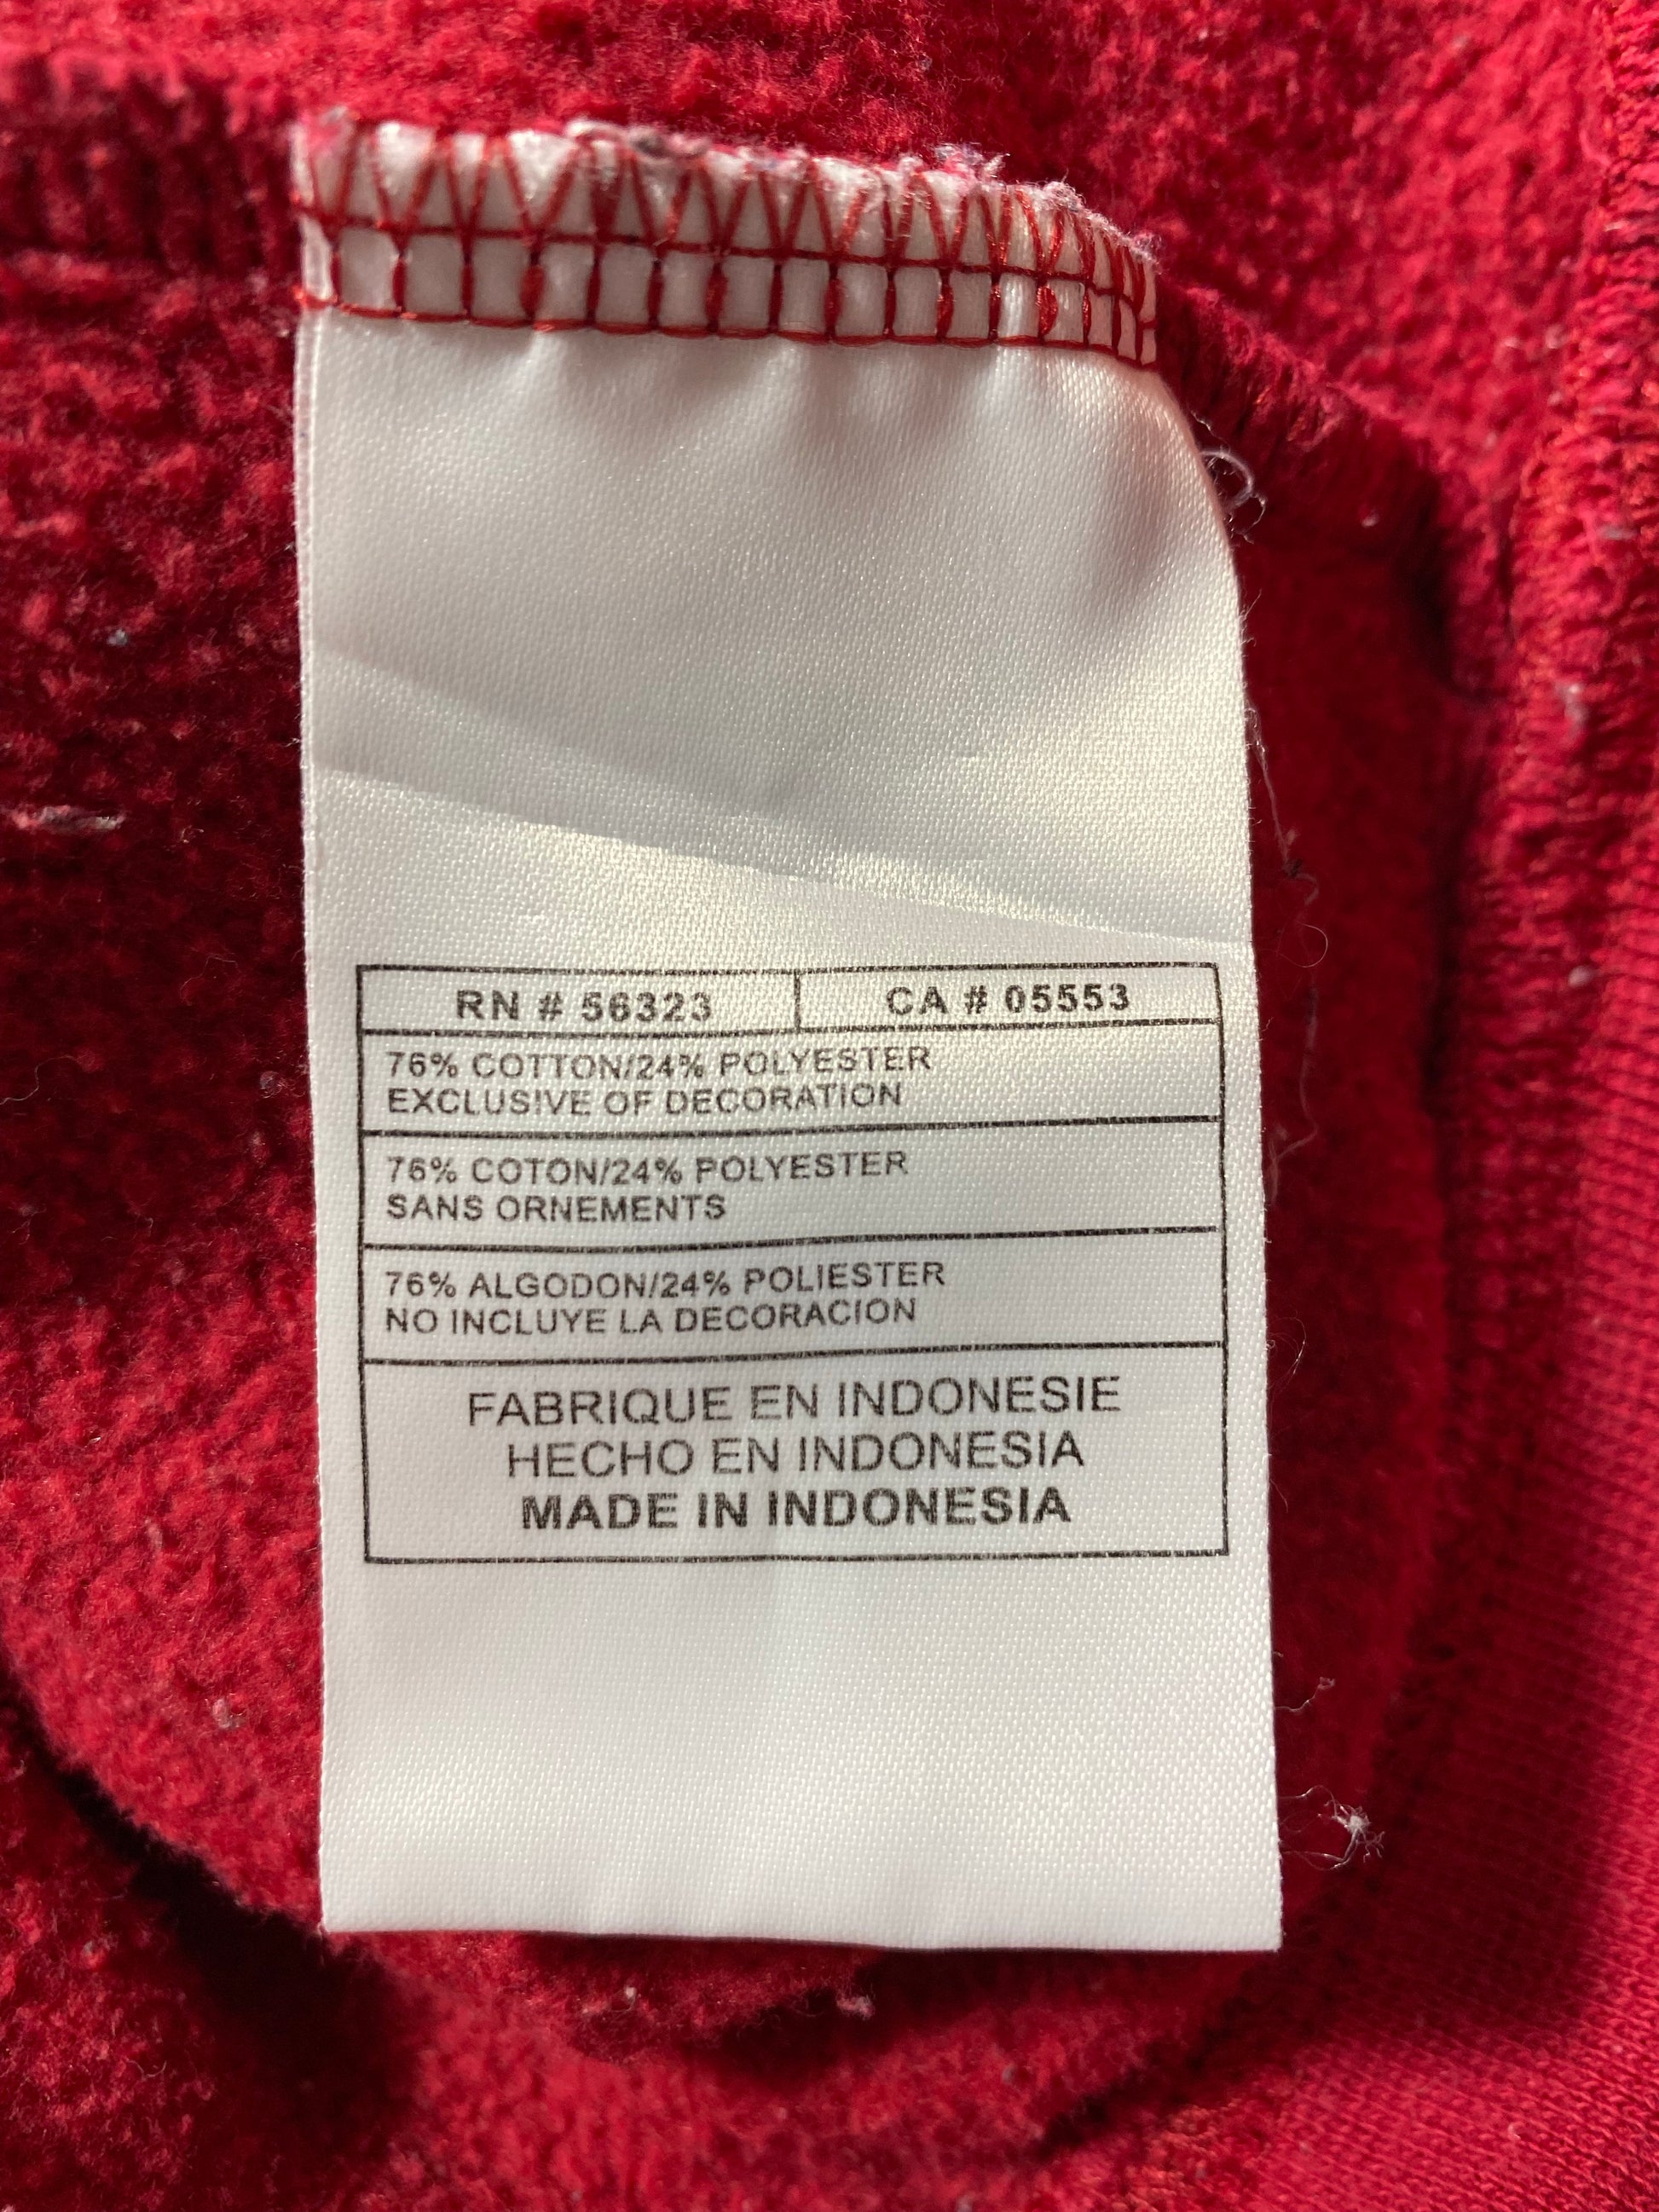 RN # 56323 CA # 05553
76% COTTON/24% POLYESTER
EXCLUSIVE OF DECORATION
76% COTON/24% POLYESTER
SANS ORNEMENTS
76% ALGODON/24% POLIESTER
NO INCLUYE LA DECORACION
FABRIQUE EN INDONESIE
HECHO EN INDONESIA
MADE IN INDONESIA